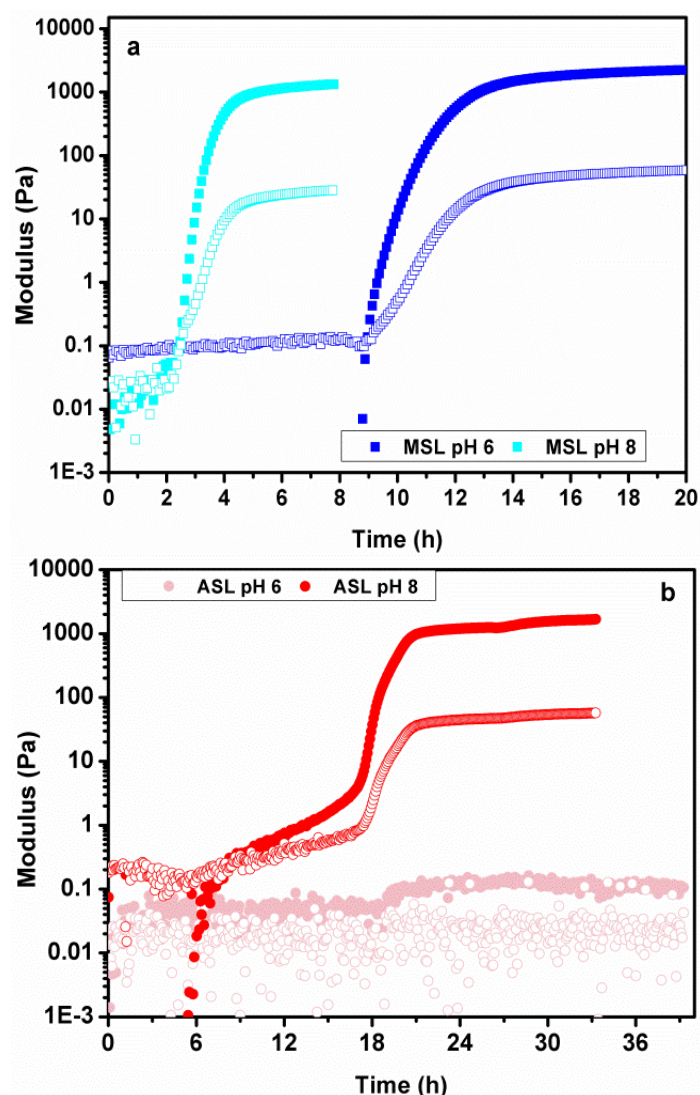 a
10000
1000
100
10
1
0.1
0.01
1E-3
Modulus (Pa)
MSL pH 6 MSL pH 8
0 2 4 6 8 10 12 14 16 18 20
Time (h)
b
ASL pH 6 ASL pH 8
10000
1000
100
10
1
0.1
0.01
1E-3
Modulus (Pa)
0 6 12 18 24 30 36
Time (h)